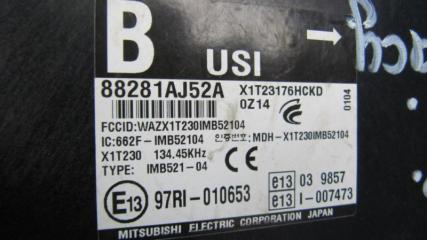 B
USI
88281AJ52A X1T23176HCKD
0Z14
0104
FCCID:WAZX1T230IMB52104
IC:662F-IMB52104 인증번호:MDH-X1T230IMB52104
X1T230 134.45KHz
TYPE: IMB521-04 CE
E13 97RI-010653
e13 03 9857
e13 I-007473
MITSUBISHI ELECTRIC CORPORATION JAPAN